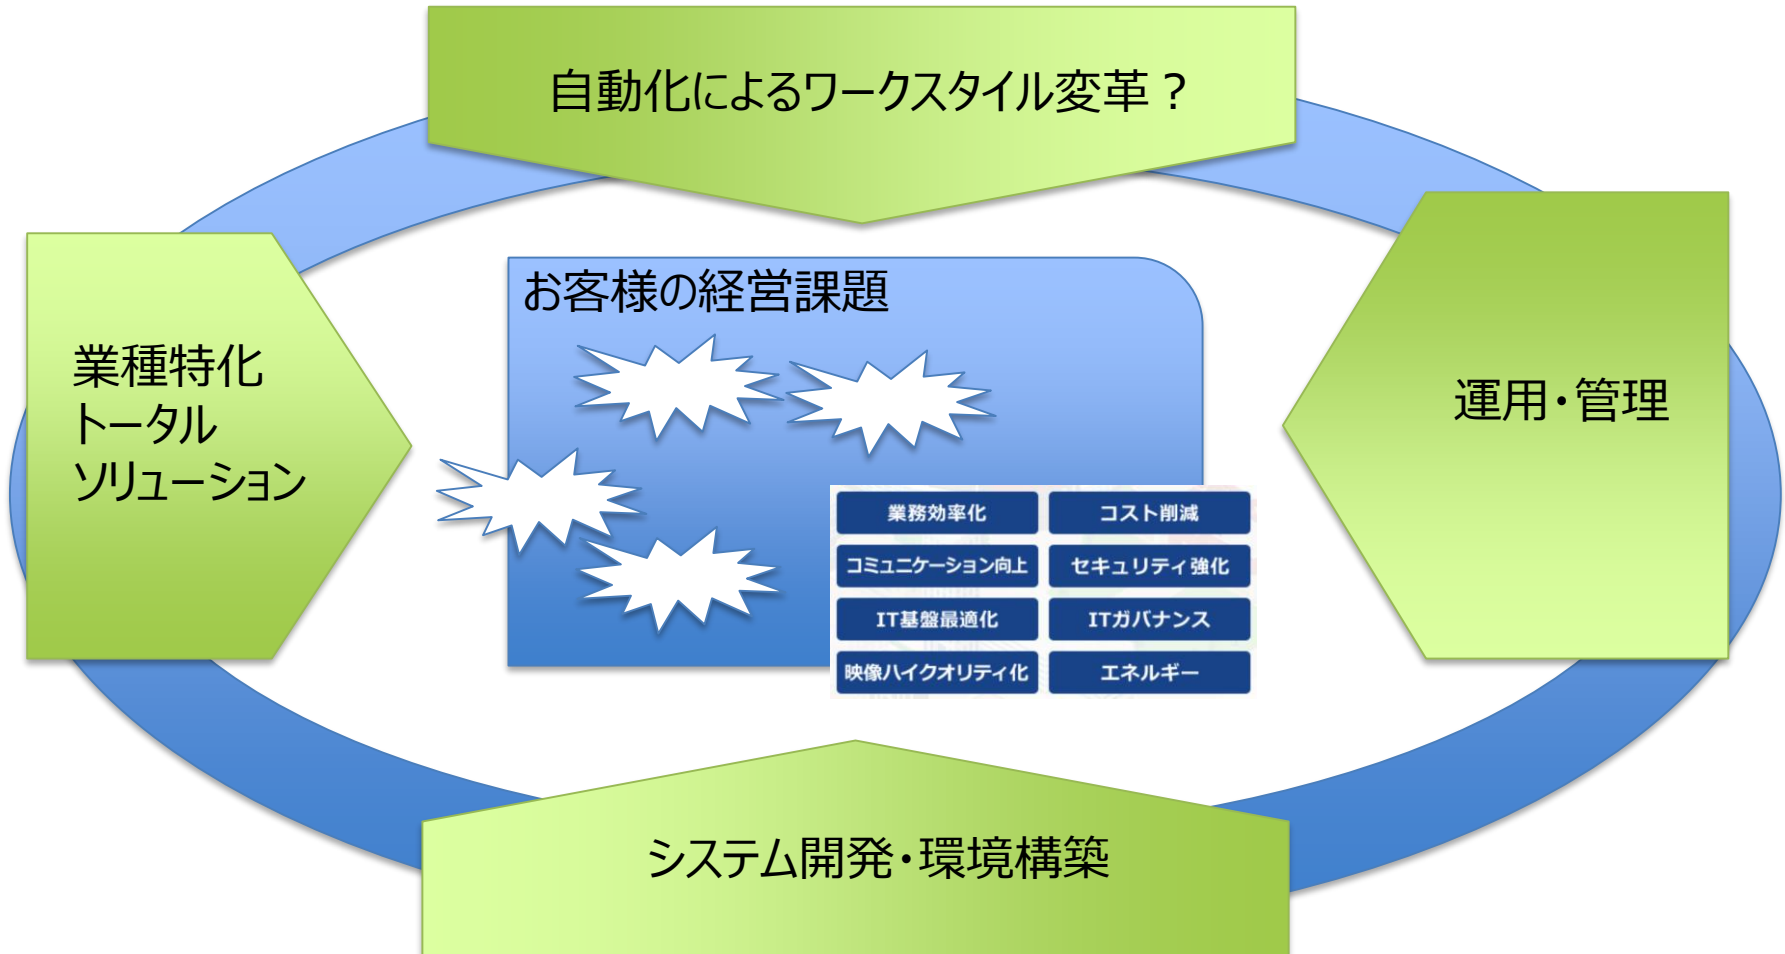 自動化によるワークスタイル変革？
お客様の経営課題
業種特化
トータル
ソリューション
運用・管理
業務効率化
コスト削減
コミュニケーション向上
セキュリティ強化
IT基盤最適化
ITガバナンス
映像ハイクオリティ化
エネルギー
システム開発・環境構築